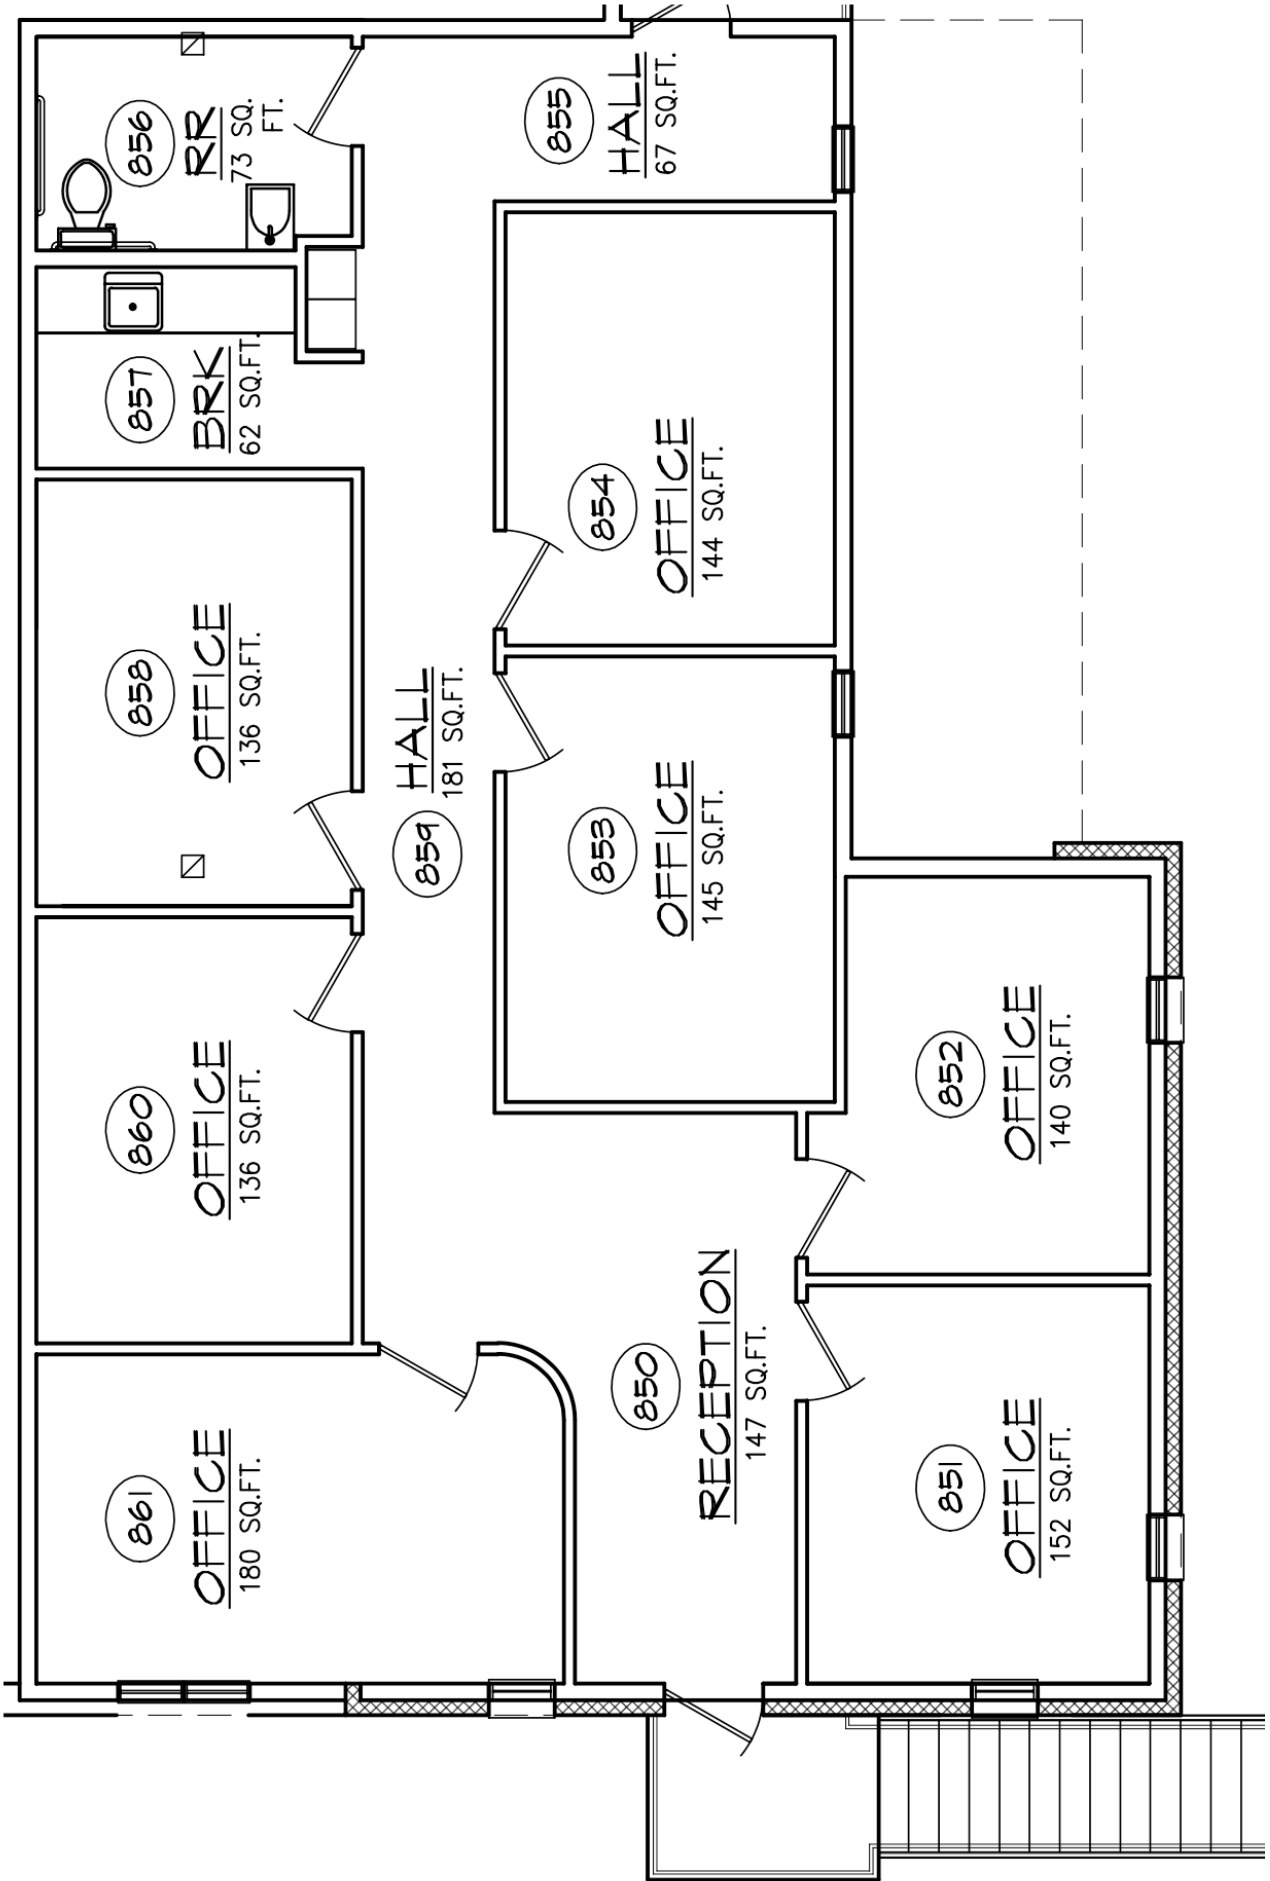 856
RR
73 SQ.
FT.
855
HALL
67 SQ.FT.
857
BRK
62 SQ.FT.
854
OFFICE
144 SQ.FT.
858
OFFICE
136 SQ.FT.
859
HALL
181 SQ.FT.
853
OFFICE
145 SQ.FT.
860
OFFICE
136 SQ.FT.
852
OFFICE
140 SQ.FT.
850
RECEPTION
147 SQ.FT.
861
OFFICE
180 SQ.FT.
851
OFFICE
152 SQ.FT.